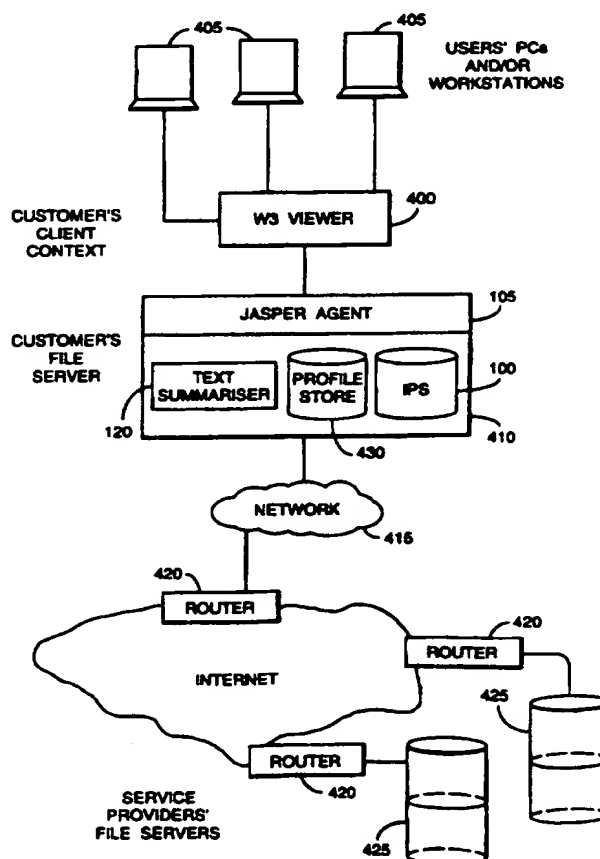 405
405
USERS' PCs
AND/OR
WORKSTATIONS
W3 VIEWER
400
CUSTOMER'S
CLIENT
CONTEXT
JASPER AGENT
105
CUSTOMER'S
FILE
SERVER
TEXT
SUMMARISER
PROFILE
STORE
IPS
100
120
430
410
NETWORK
415
420
ROUTER
420
ROUTER
INTERNET
425
ROUTER
420
SERVICE
PROVIDERS'
FILE SERVERS
425